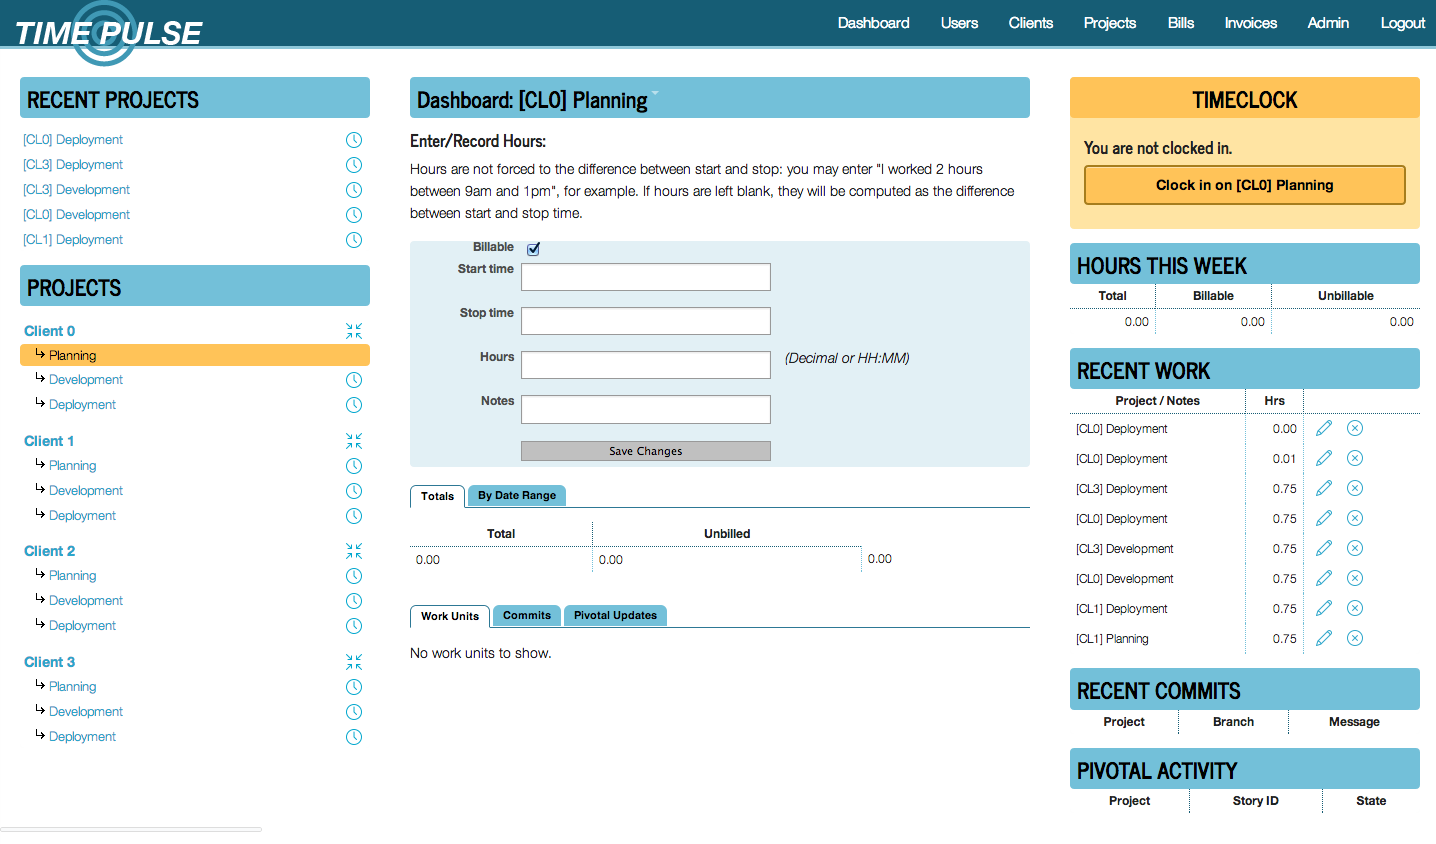 TIME PULSE
Dashboard Users Clients Projects Bills Invoices Admin Logout
RECENT PROJECTS
[CL0] Deployment
[CL3] Deployment
[CL3] Development
[CL0] Development
[CL1] Deployment
PROJECTS
Client 0
Planning
Development
Deployment
Client 1
Planning
Development
Deployment
Client 2
Planning
Development
Deployment
Client 3
Planning
Development
Deployment
Dashboard: [CL0] Planning
Enter/Record Hours:
Hours are not forced to the difference between start and stop: you may enter "I worked 2 hours
between 9am and 1pm", for example. If hours are left blank, they will be computed as the difference
between start and stop time.
Billable
Start time
Stop time
Hours (Decimal or HH:MM)
Notes
Save Changes
Totals By Date Range
Total Unbilled
0.00 0.00 0.00
Work Units Commits Pivotal Updates
No work units to show.
TIMECLOCK
You are not clocked in.
Clock in on [CL0] Planning
HOURS THIS WEEK
Total Billable Unbillable
0.00 0.00 0.00
RECENT WORK
Project / Notes Hrs
[CL0] Deployment 0.00
[CL0] Deployment 0.01
[CL3] Deployment 0.75
[CL0] Deployment 0.75
[CL3] Development 0.75
[CL0] Development 0.75
[CL1] Deployment 0.75
[CL1] Planning 0.75
RECENT COMMITS
Project Branch Message
PIVOTAL ACTIVITY
Project Story ID State